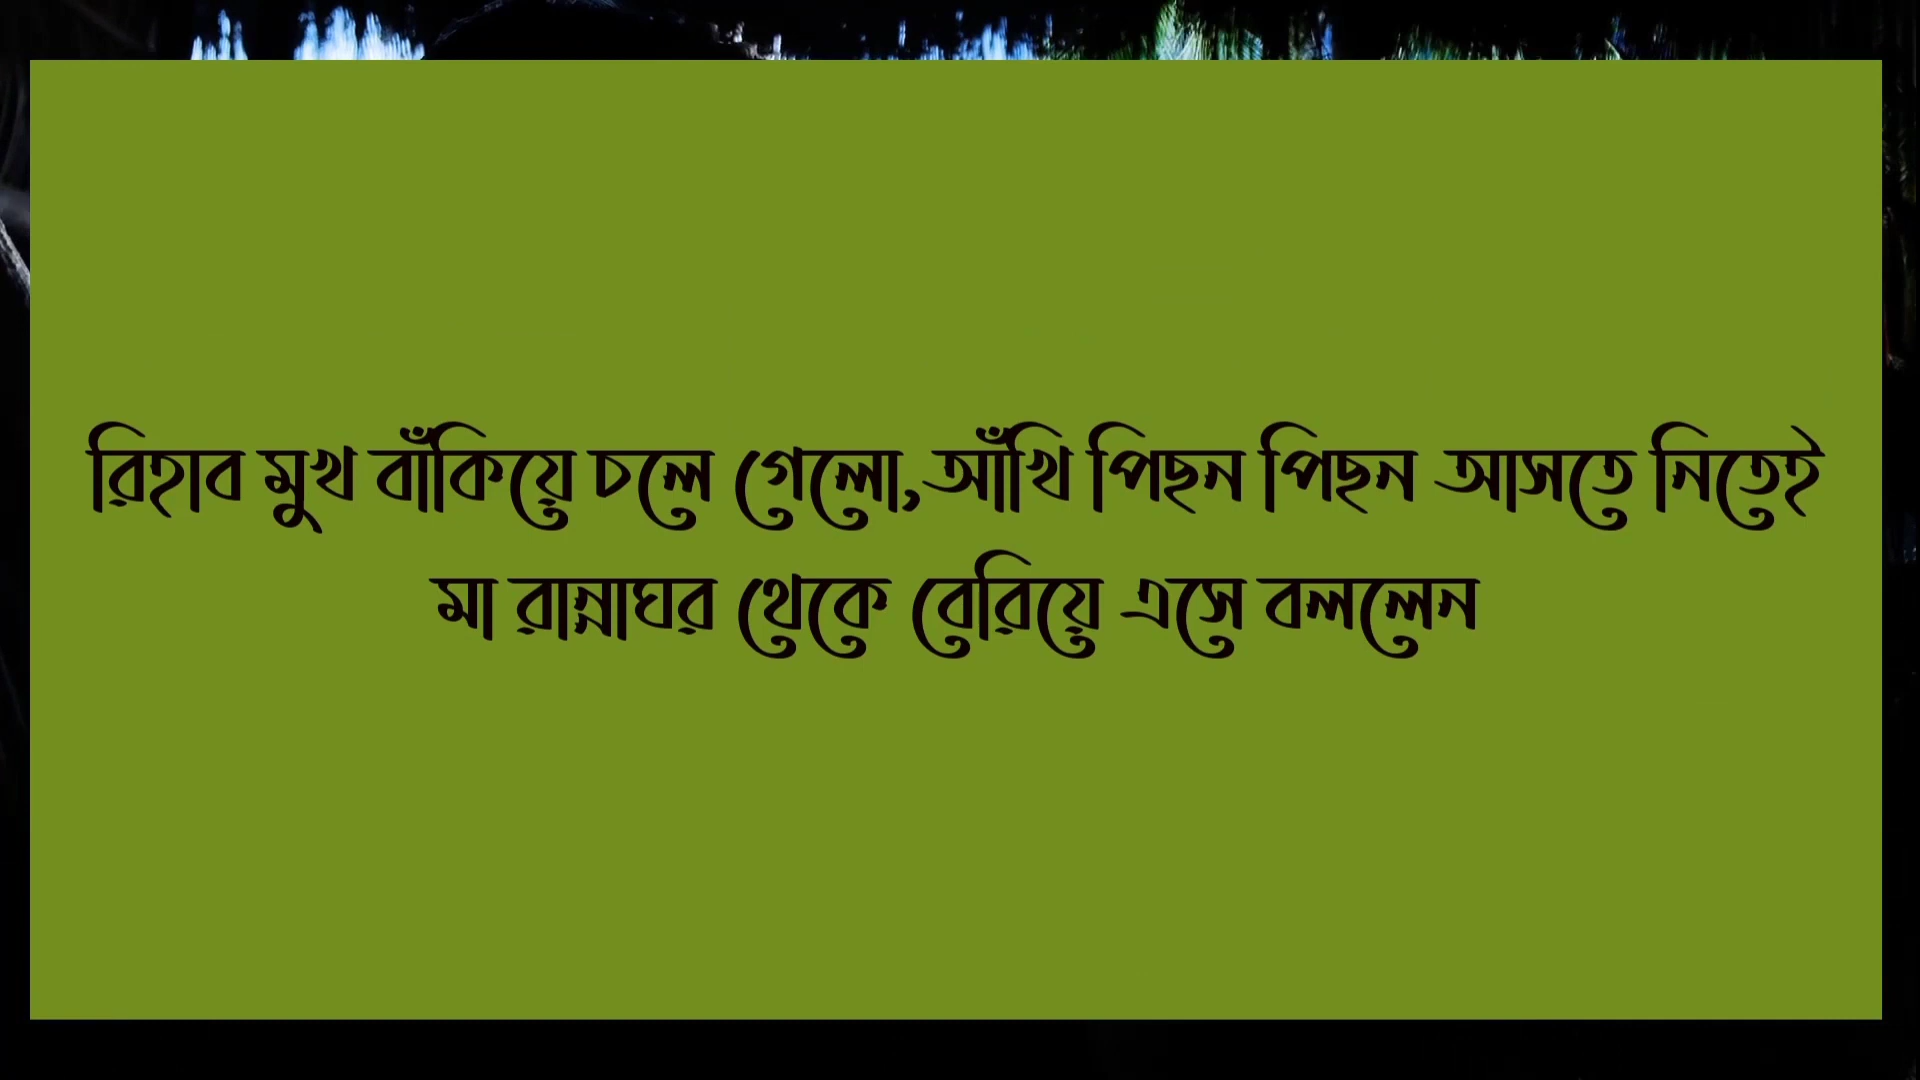 রিহাব মুখ বাঁকিয়ে চলে গেলো,আঁখি পিছন পিছন আসতে নিতেই
মা রান্নাঘর থেকে বেরিয়ে এসে বললেন